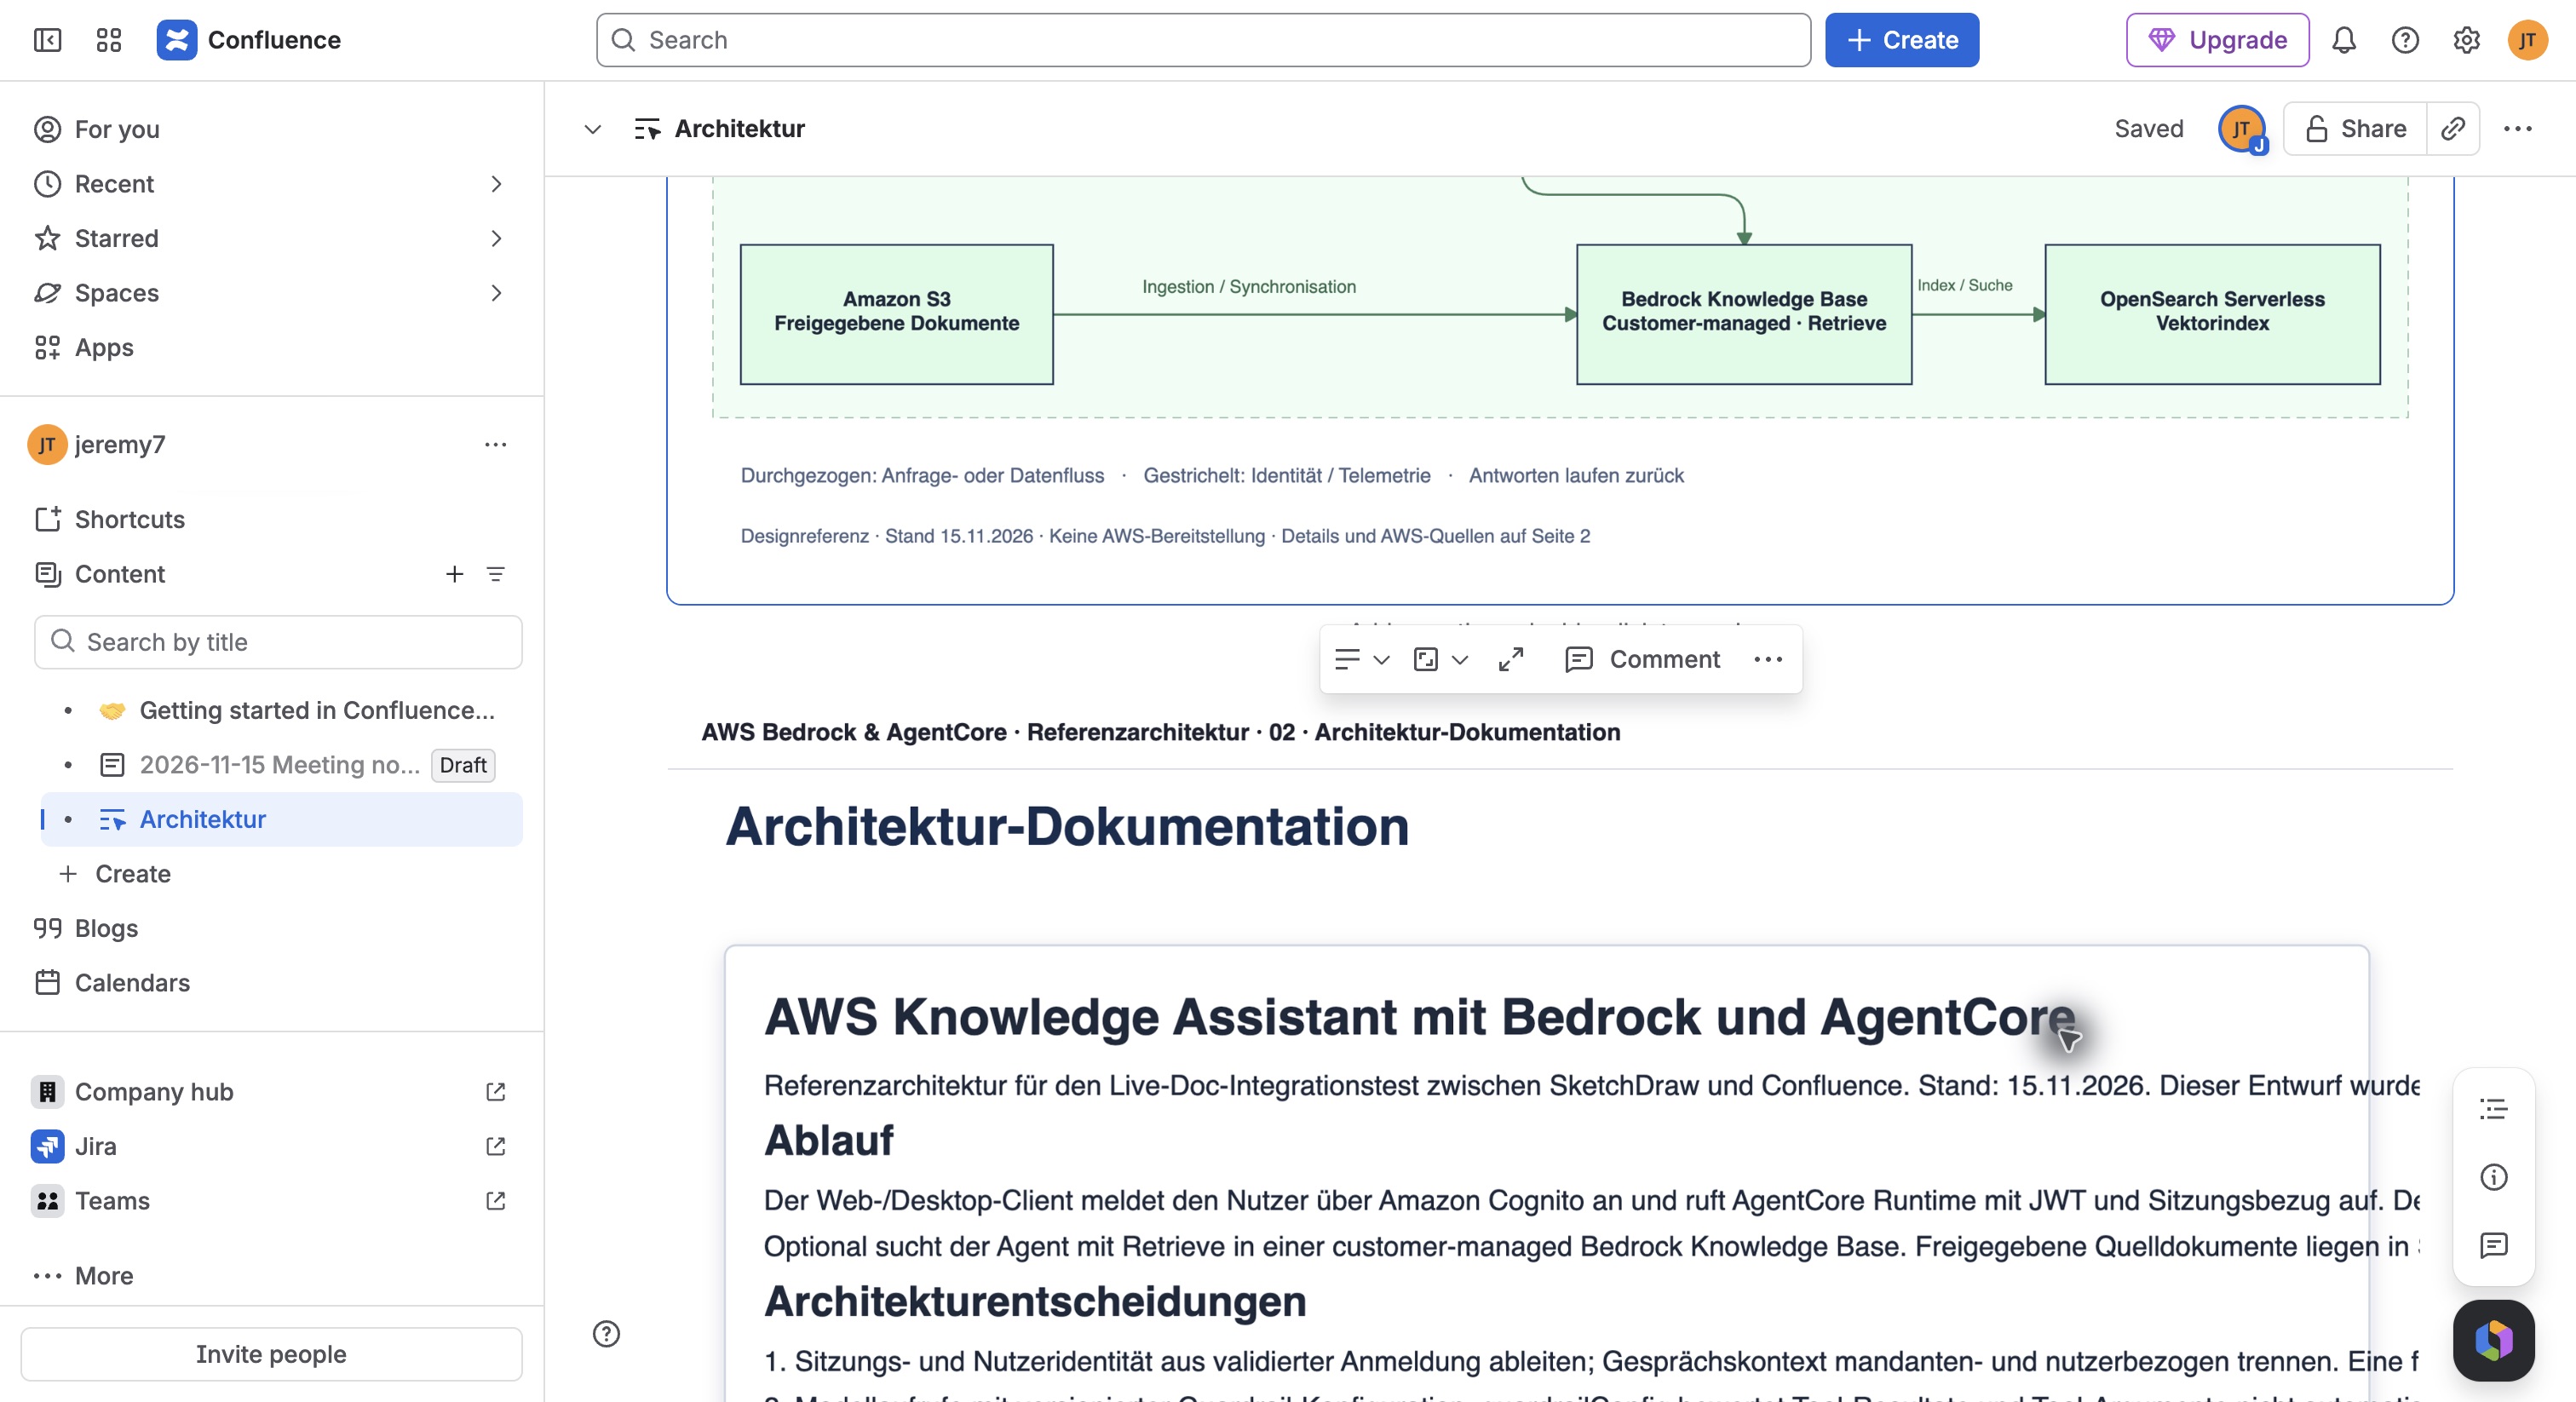 Confluence
Search
Create
Upgrade
JT
For you
Recent
Starred
Spaces
Apps
JT jeremy7
Shortcuts
Content
Search by title
Getting started in Confluence...
2026-11-15 Meeting no... Draft
Architektur
Create
Blogs
Calendars
Company hub
Jira
Teams
More
Invite people
Architektur
Saved
JT
J
Share
Amazon S3
Freigegebene Dokumente
Ingestion / Synchronisation
Bedrock Knowledge Base
Customer-managed · Retrieve
Index / Suche
OpenSearch Serverless
Vektorindex
Durchgezogen: Anfrage- oder Datenfluss · Gestrichelt: Identität / Telemetrie · Antworten laufen zurück
Designreferenz · Stand 15.11.2026 · Keine AWS-Bereitstellung · Details und AWS-Quellen auf Seite 2
Comment
AWS Bedrock & AgentCore · Referenzarchitektur · 02 · Architektur-Dokumentation
Architektur-Dokumentation
AWS Knowledge Assistant mit Bedrock und AgentCore
Referenzarchitektur für den Live-Doc-Integrationstest zwischen SketchDraw und Confluence. Stand: 15.11.2026. Dieser Entwurf wurde
Ablauf
Der Web-/Desktop-Client meldet den Nutzer über Amazon Cognito an und ruft AgentCore Runtime mit JWT und Sitzungsbezug auf. De
Optional sucht der Agent mit Retrieve in einer customer-managed Bedrock Knowledge Base. Freigegebene Quelldokumente liegen in
Architekturentscheidungen
1. Sitzungs- und Nutzeridentität aus validierter Anmeldung ableiten; Gesprächskontext mandanten- und nutzerbezogen trennen. Eine f